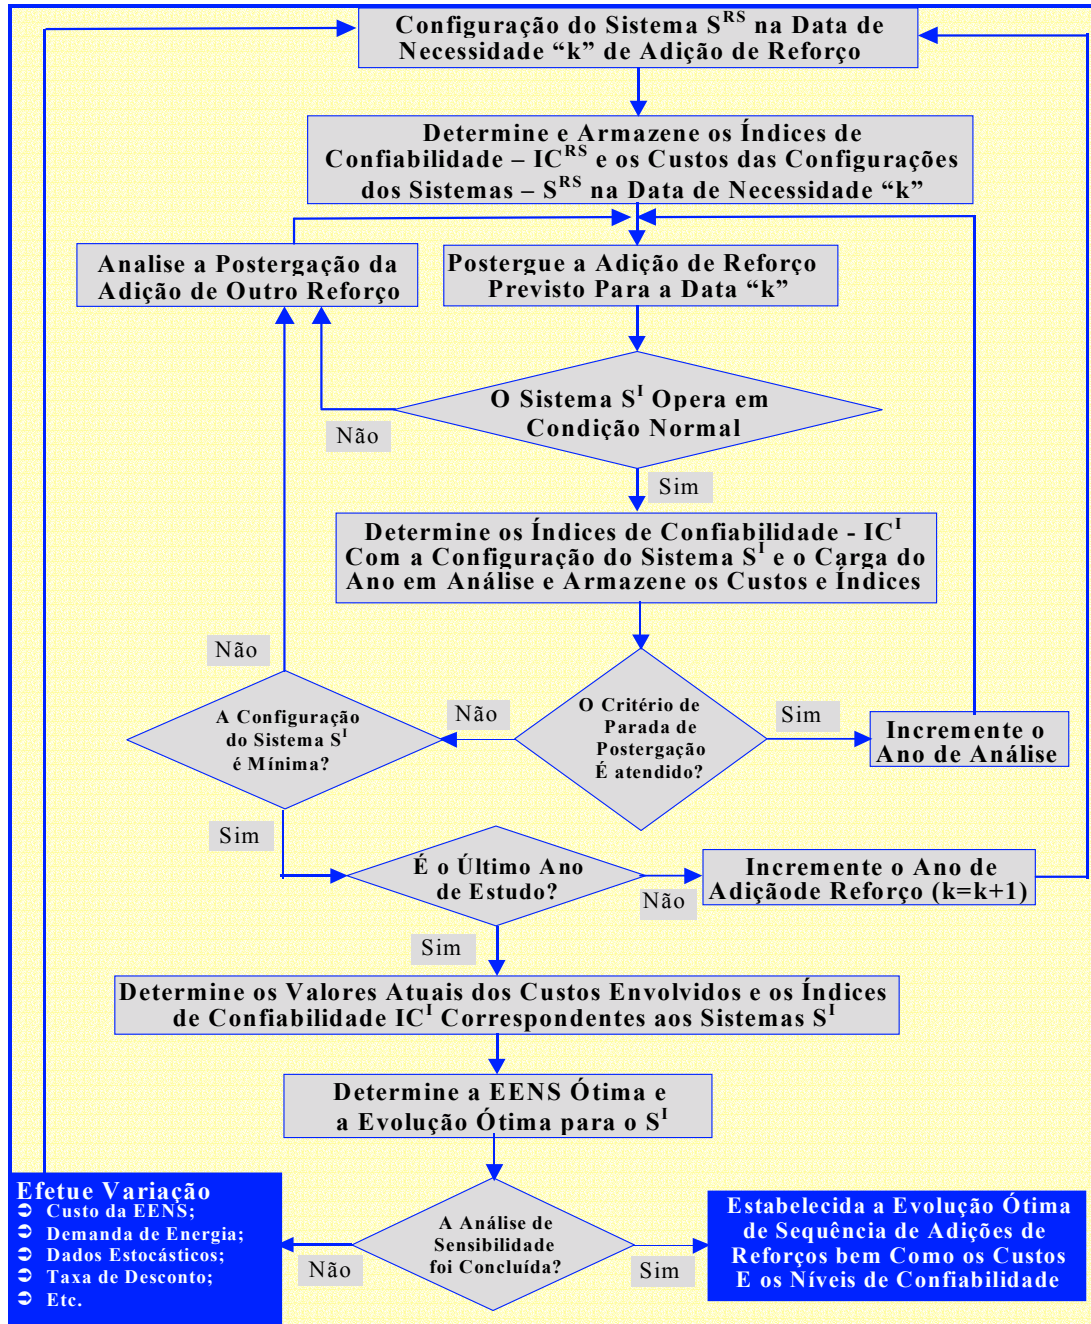 Configuração do Sistema S^RS na Data de
Necessidade “k” de Adição de Reforço
Determine e Armazene os Índices de
Confiabilidade – IC^RS e os Custos das Configurações
dos Sistemas – S^RS na Data de Necessidade “k”
Analise a Postergação da
Adição de Outro Reforço
Postergue a Adição de Reforço
Previsto Para a Data “k”
O Sistema S^I Opera em
Condição Normal
Não
Sim
Determine os Índices de Confiabilidade - IC^I
Com a Configuração do Sistema S^I e o Carga do
Ano em Análise e Armazene os Custos e Índices
Não
A Configuração
do Sistema S^I
é Mínima?
Não
O Critério de
Parada de
Postergação
É atendido?
Sim
Incremente o
Ano de Análise
Sim
É o Último Ano
de Estudo?
Não
Incremente o Ano de
Adiçãode Reforço (k=k+1)
Sim
Determine os Valores Atuais dos Custos Envolvidos e os Índices
de Confiabilidade IC^I Correspondentes aos Sistemas S^I
Determine a EENS Ótima e
a Evolução Ótima para o S^I
Efetue Variação
➲ Custo da EENS;
➲ Demanda de Energia;
➲ Dados Estocásticos;
➲ Taxa de Desconto;
➲ Etc.
Não
A Análise de
Sensibilidade
foi Concluída?
Sim
Estabelecida a Evolução Ótima
de Sequência de Adições de
Reforços bem Como os Custos
E os Níveis de Confiabilidade